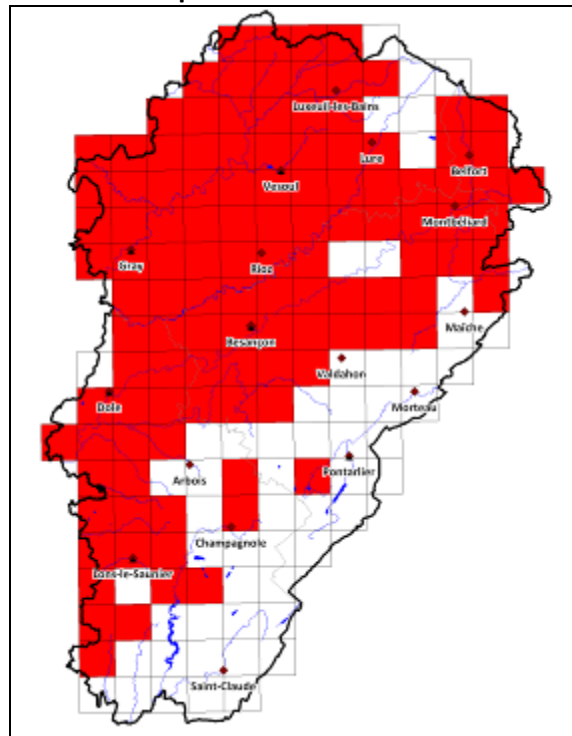 Luxeuil-les-Bains
Lure
Belfort
Vesoul
Montbéliard
Gray
Rioz
Maîche
Besançon
Valdahon
Dole
Morteau
Pontarlier
Arbois
Champagnole
Lons-le-Saunier
Saint-Claude